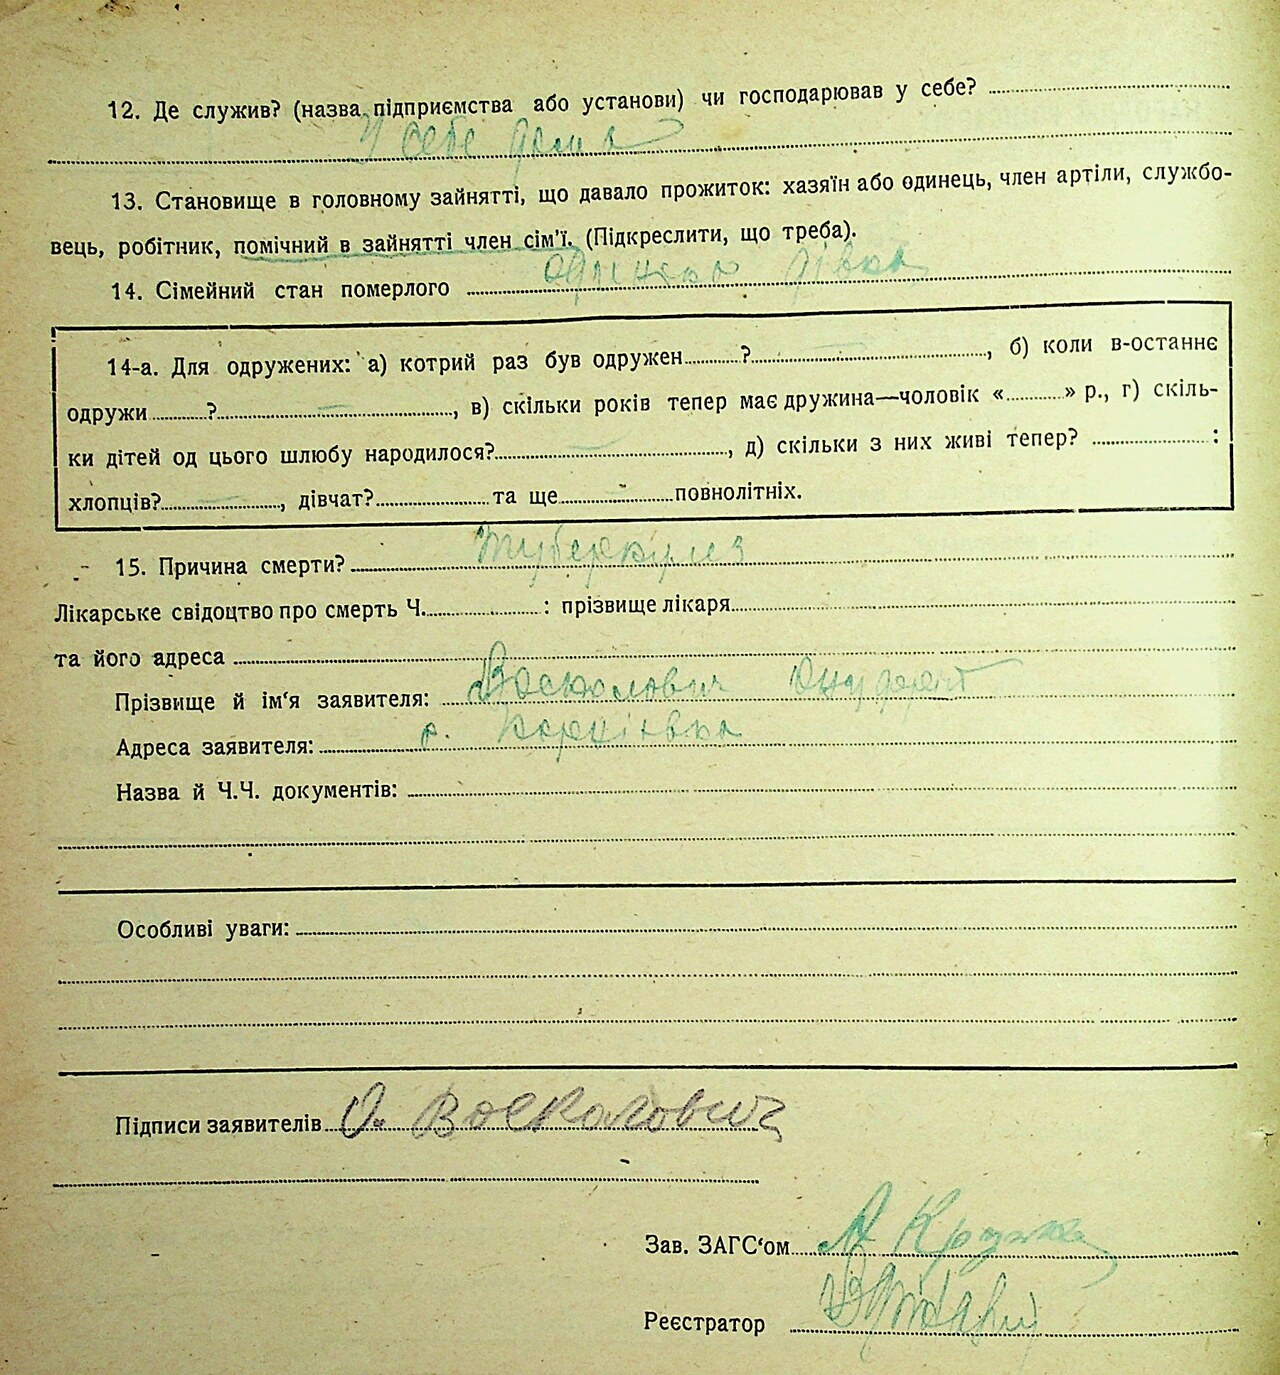 12. Де служив? (назва підприємства або установи) чи господарював у себе?
У себе дома
13. Становище в головному зайнятті, що давало прожиток: хазяїн або одинець, член артіли, службо-
вець, робітник, помічний в зайнятті член сім'ї. (Підкреслити, що треба).
14. Сімейний стан померлого дівка
14-а. Для одружених: а) котрий раз був одружен ? , б) коли в-останнє
одружи ? — , в) скільки років тепер має дружина—чоловік « » р., г) скіль-
ки дітей од цього шлюбу народилося? — , д) скільки з них живі тепер? :
хлопців? — , дівчат? та ще — повнолітніх.
15. Причина смерти? туберкульоз
Лікарське свідоцтво про смерть Ч. : прізвище лікаря
та його адреса
Прізвище й ім‘я заявителя: Восколович
Адреса заявителя: с.
Назва й Ч.Ч. документів:
Особливі уваги:
Підписи заявителів О. Восколович
Зав. ЗАГС‘ом А
Реєстратор